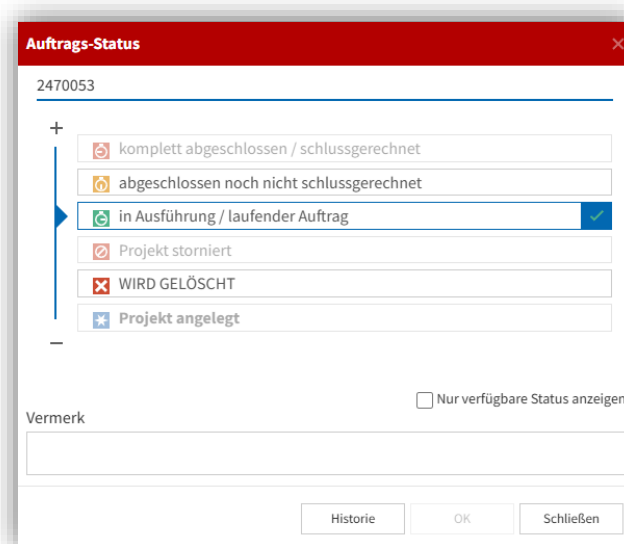 Auftrags-Status
2470053
komplett abgeschlossen / schlussgerechnet
abgeschlossen noch nicht schlussgerechnet
in Ausführung / laufender Auftrag
Projekt storniert
WIRD GELÖSCHT
Projekt angelegt
Nur verfügbare Status anzeigen
Vermerk
Historie OK Schließen